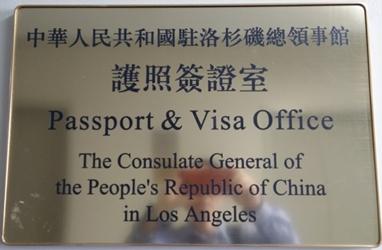 中華人民共和國駐洛杉磯總領事館
護照簽證室
Passport & Visa Office
The Consulate General of
the People's Republic of China
in Los Angeles